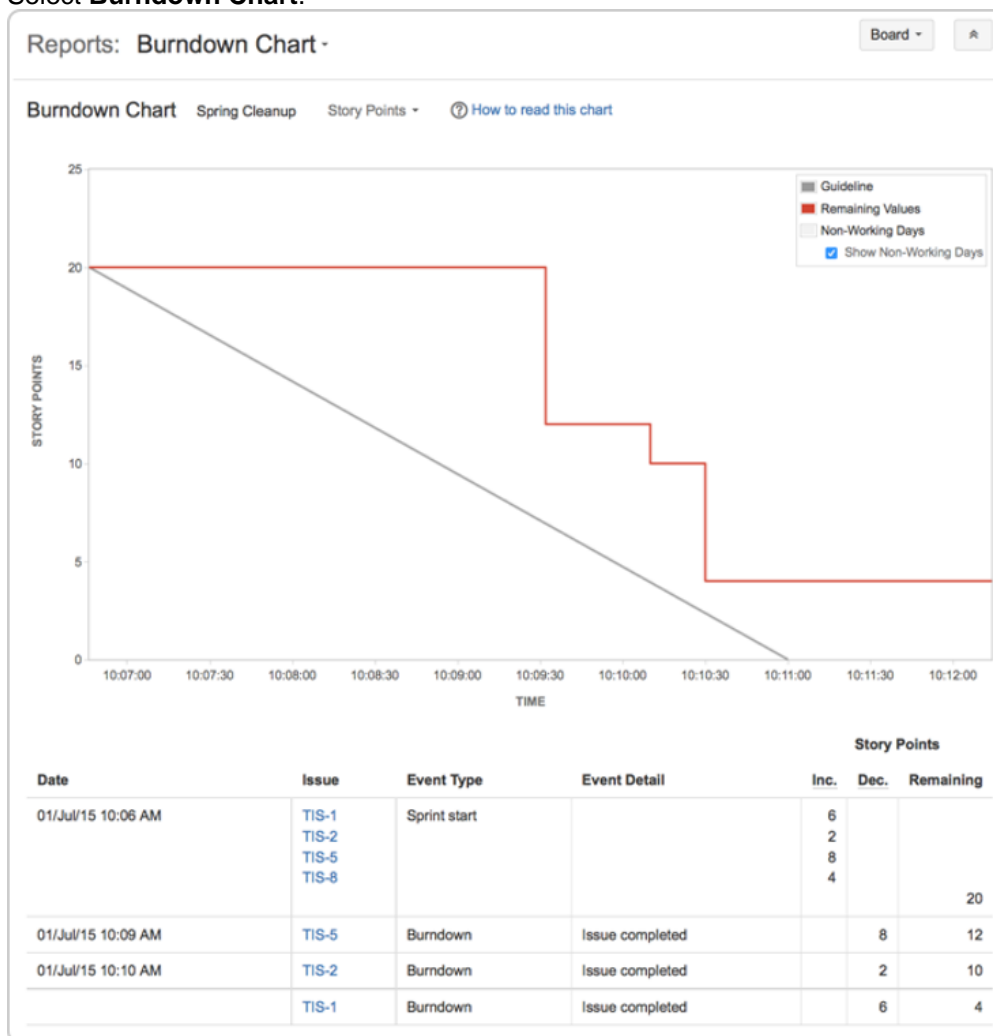 Select Burndown Chart.
Reports: Burndown Chart
Board
Burndown Chart Spring Cleanup Story Points ? How to read this chart
25
Guideline
Remaining Values
Non-Working Days
Show Non-Working Days
20
15
10
5
0
STORY POINTS
10:07:00 10:07:30 10:08:00 10:08:30 10:09:00 10:09:30 10:10:00 10:10:30 10:11:00 10:11:30 10:12:00
TIME
Story Points
Date Issue Event Type Event Detail Inc. Dec. Remaining
01/Jul/15 10:06 AM TIS-1 Sprint start 6
TIS-2 2
TIS-5 8
TIS-8 4
20
01/Jul/15 10:09 AM TIS-5 Burndown Issue completed 8 12
01/Jul/15 10:10 AM TIS-2 Burndown Issue completed 2 10
TIS-1 Burndown Issue completed 6 4